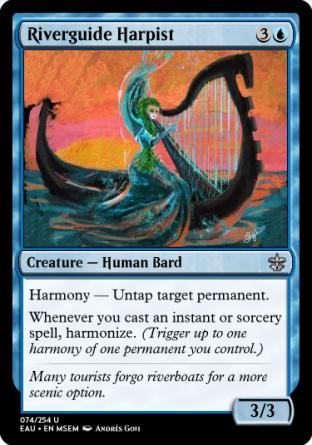 Riverguide Harpist 3
Creature — Human Bard
Harmony — Untap target permanent.
Whenever you cast an instant or sorcery
spell, harmonize. (Trigger up to one
harmony of one permanent you control.)
Many tourists forgo riverboats for a more
scenic option.
3/3
074/254 U
EAU • EN MSEM Andrés Gofi